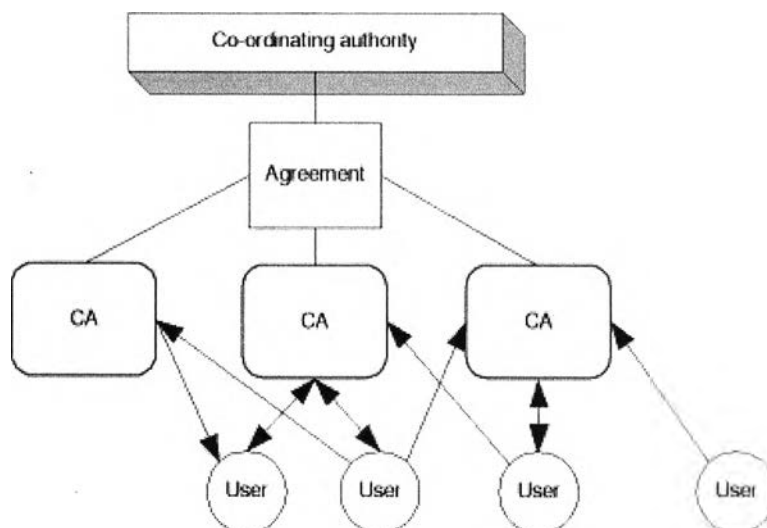 Co-ordinating authority
Agreement
CA
CA
CA
User
User
User
User